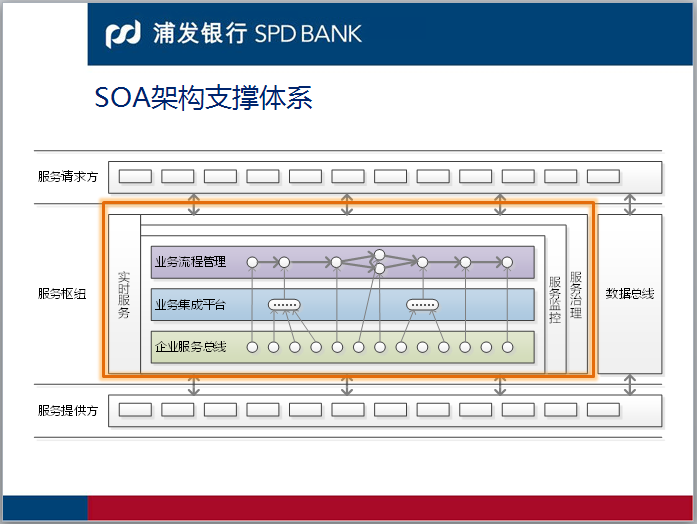 浦发银行 SPD BANK
SOA架构支撑体系
服务请求方
服务枢纽
实时服务
业务流程管理
业务集成平台
企业服务总线
服务监控
服务治理
数据总线
服务提供方